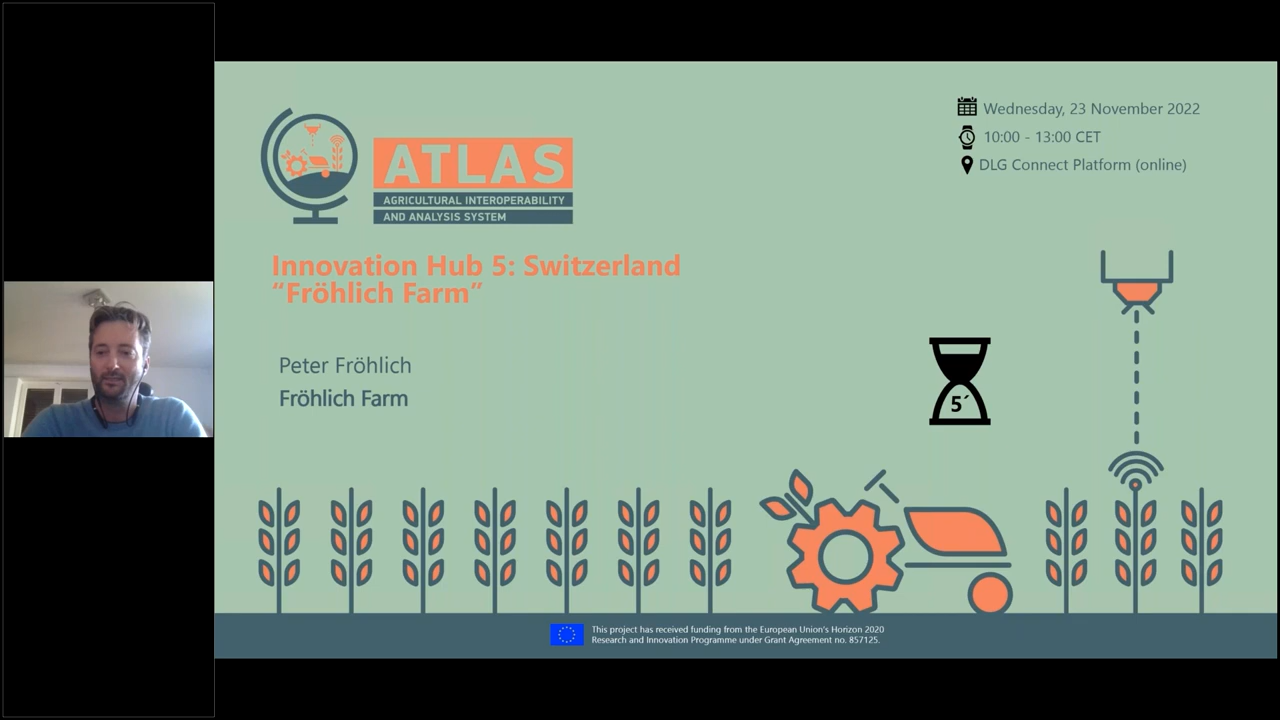 Wednesday, 23 November 2022
10:00 - 13:00 CET
DLG Connect Platform (online)
ATLAS
AGRICULTURAL INTEROPERABILITY
AND ANALYSIS SYSTEM
Innovation Hub 5: Switzerland
“Fröhlich Farm”
Peter Fröhlich
Fröhlich Farm
5´
This project has received funding from the European Union's Horizon 2020
Research and Innovation Programme under Grant Agreement no. 857125.